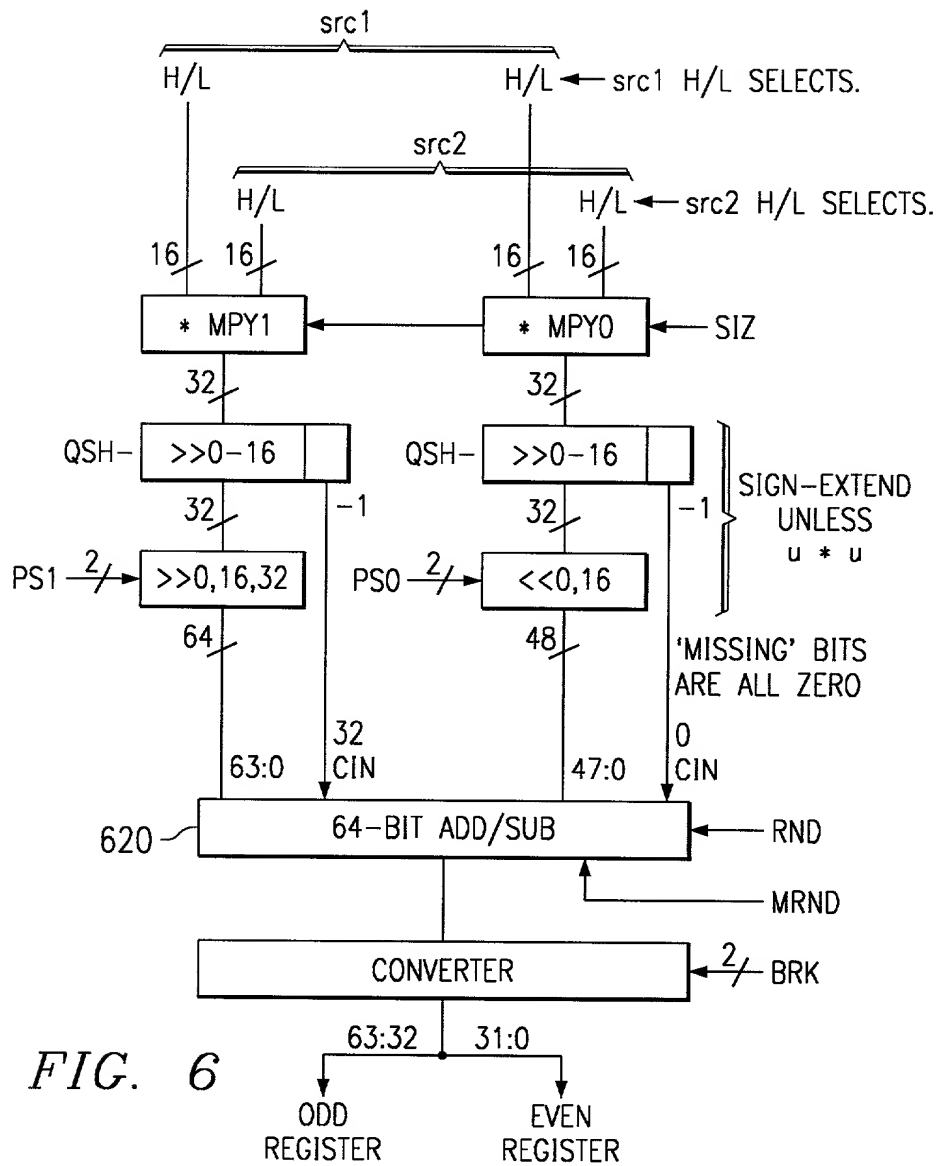 src1
H/L
H/L
src1 H/L SELECTS.
src2
H/L
H/L
src2 H/L SELECTS.
16
16
16
16
* MPY1
* MPY0
SIZ
32
32
QSH-
>>0-16
QSH-
>>0-16
-1
-1
SIGN-EXTEND
UNLESS
u * u
32
32
PS1
2
>>0,16,32
PS0
2
<<0,16
64
48
'MISSING' BITS
ARE ALL ZERO
63:0
32
CIN
47:0
0
CIN
620
64-BIT ADD/SUB
RND
MRND
CONVERTER
2
BRK
63:32
31:0
FIG. 6
ODD
REGISTER
EVEN
REGISTER